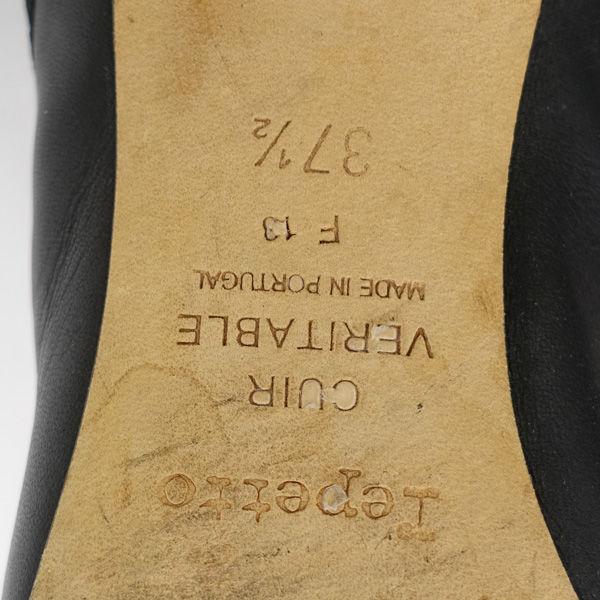 repetto
CUIR
VERITABLE
MADE IN PORTUGAL
F 13
37½